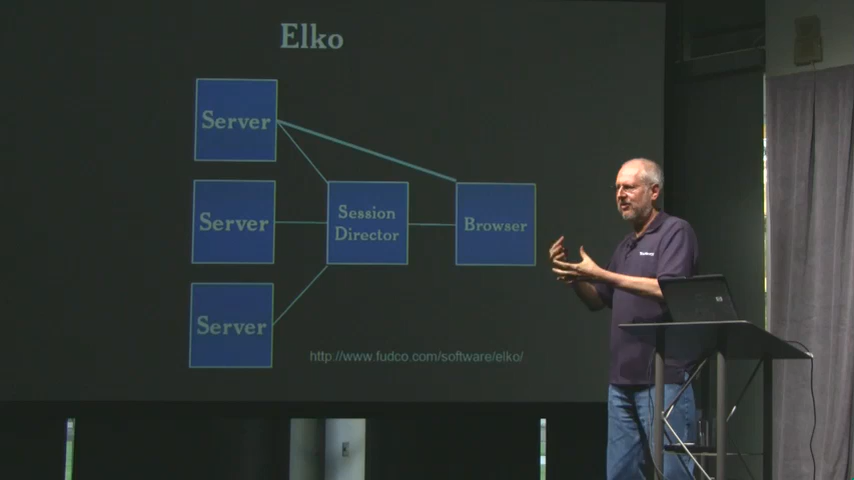 Elko
Server
Server
Session
Director
Browser
Server
http://www.fudco.com/software/elko/